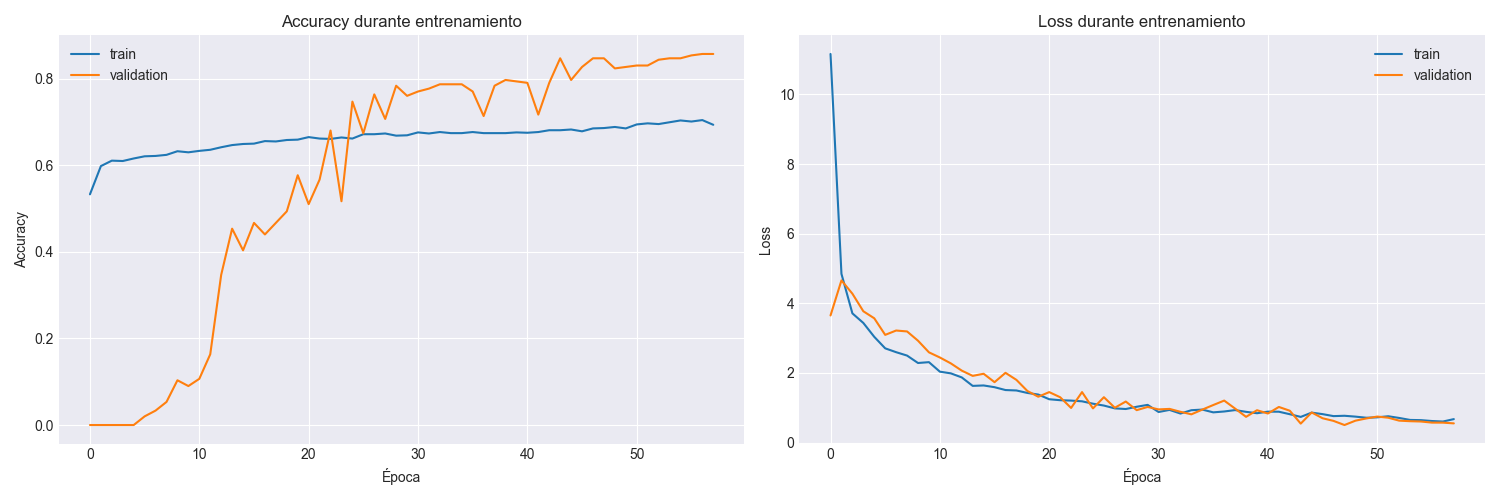 Accuracy durante entrenamiento
train
validation
Accuracy
0.8
0.6
0.4
0.2
0.0
0 10 20 30 40 50
Época
Loss durante entrenamiento
train
validation
Loss
10
8
6
4
2
0
0 10 20 30 40 50
Época